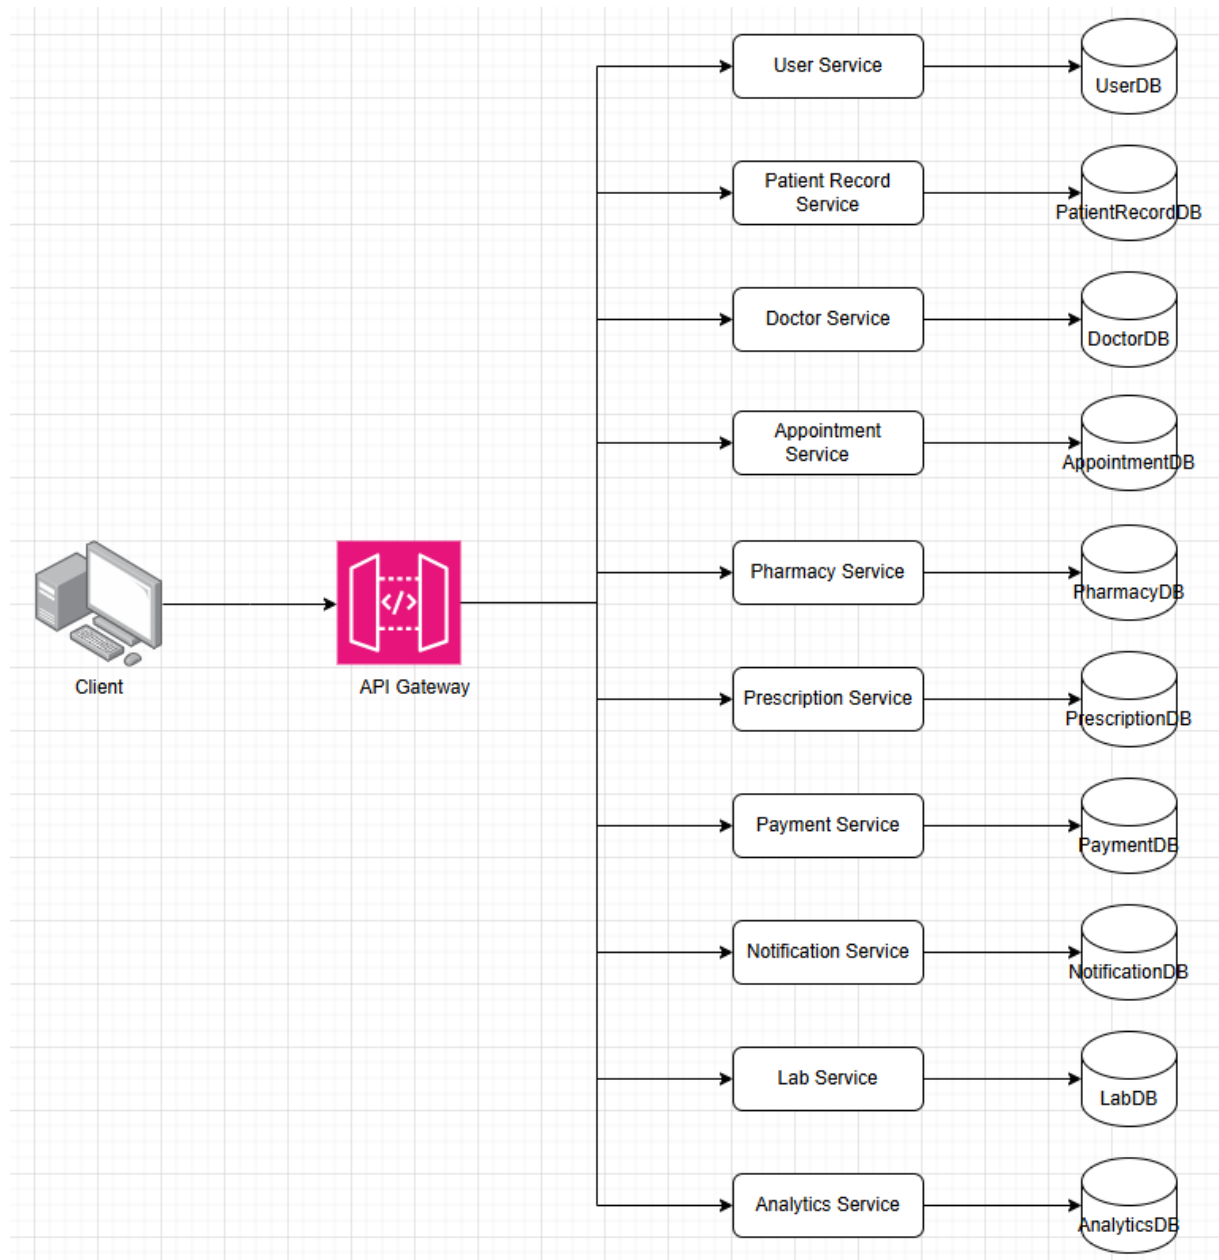 User Service
UserDB
Patient Record
Service
PatientRecordDB
Doctor Service
DoctorDB
Appointment
Service
AppointmentDB
Pharmacy Service
PharmacyDB
</>
Client
API Gateway
Prescription Service
PrescriptionDB
Payment Service
PaymentDB
Notification Service
NotificationDB
Lab Service
LabDB
Analytics Service
AnalyticsDB